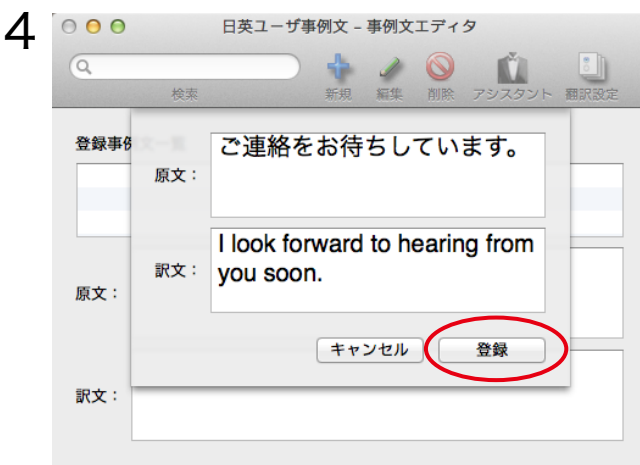 4
日英ユーザ事例文 – 事例文エディタ
検索
新規 編集 削除 アシスタント 翻訳設定
登録事例文一覧
原文：
ご連絡をお待ちしています。
訳文：
I look forward to hearing from
you soon.
キャンセル 登録
原文：
訳文：